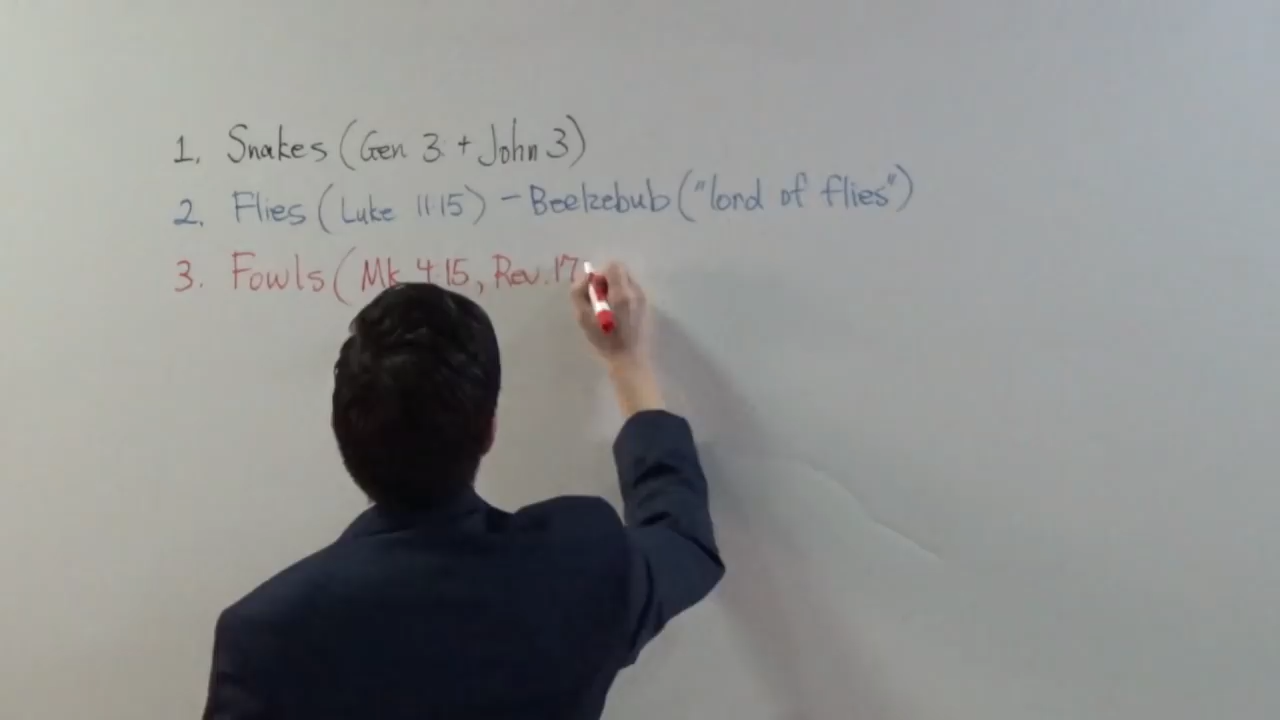 1. Snakes (Gen 3 + John 3)
2. Flies (Luke 11:15) - Beelzebub ("lord of flies")
3. Fowls (Mk 4:15, Rev. 17